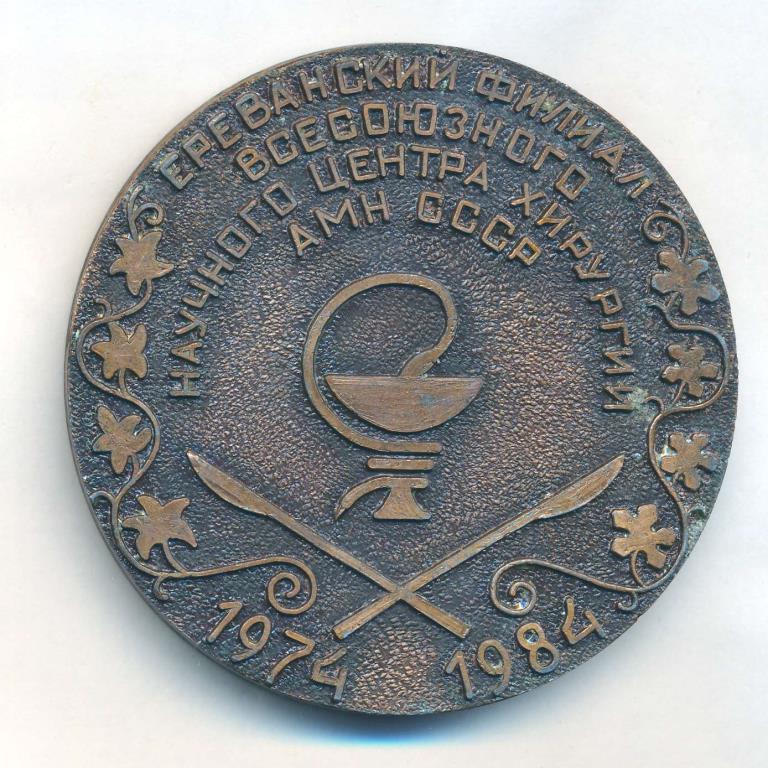 ЕРЕВАНСКИЙ ФИЛИАЛ
ВСЕСОЮЗНОГО
НАУЧНОГО ЦЕНТРА ХИРУРГИИ
АМН СССР
1974 1984